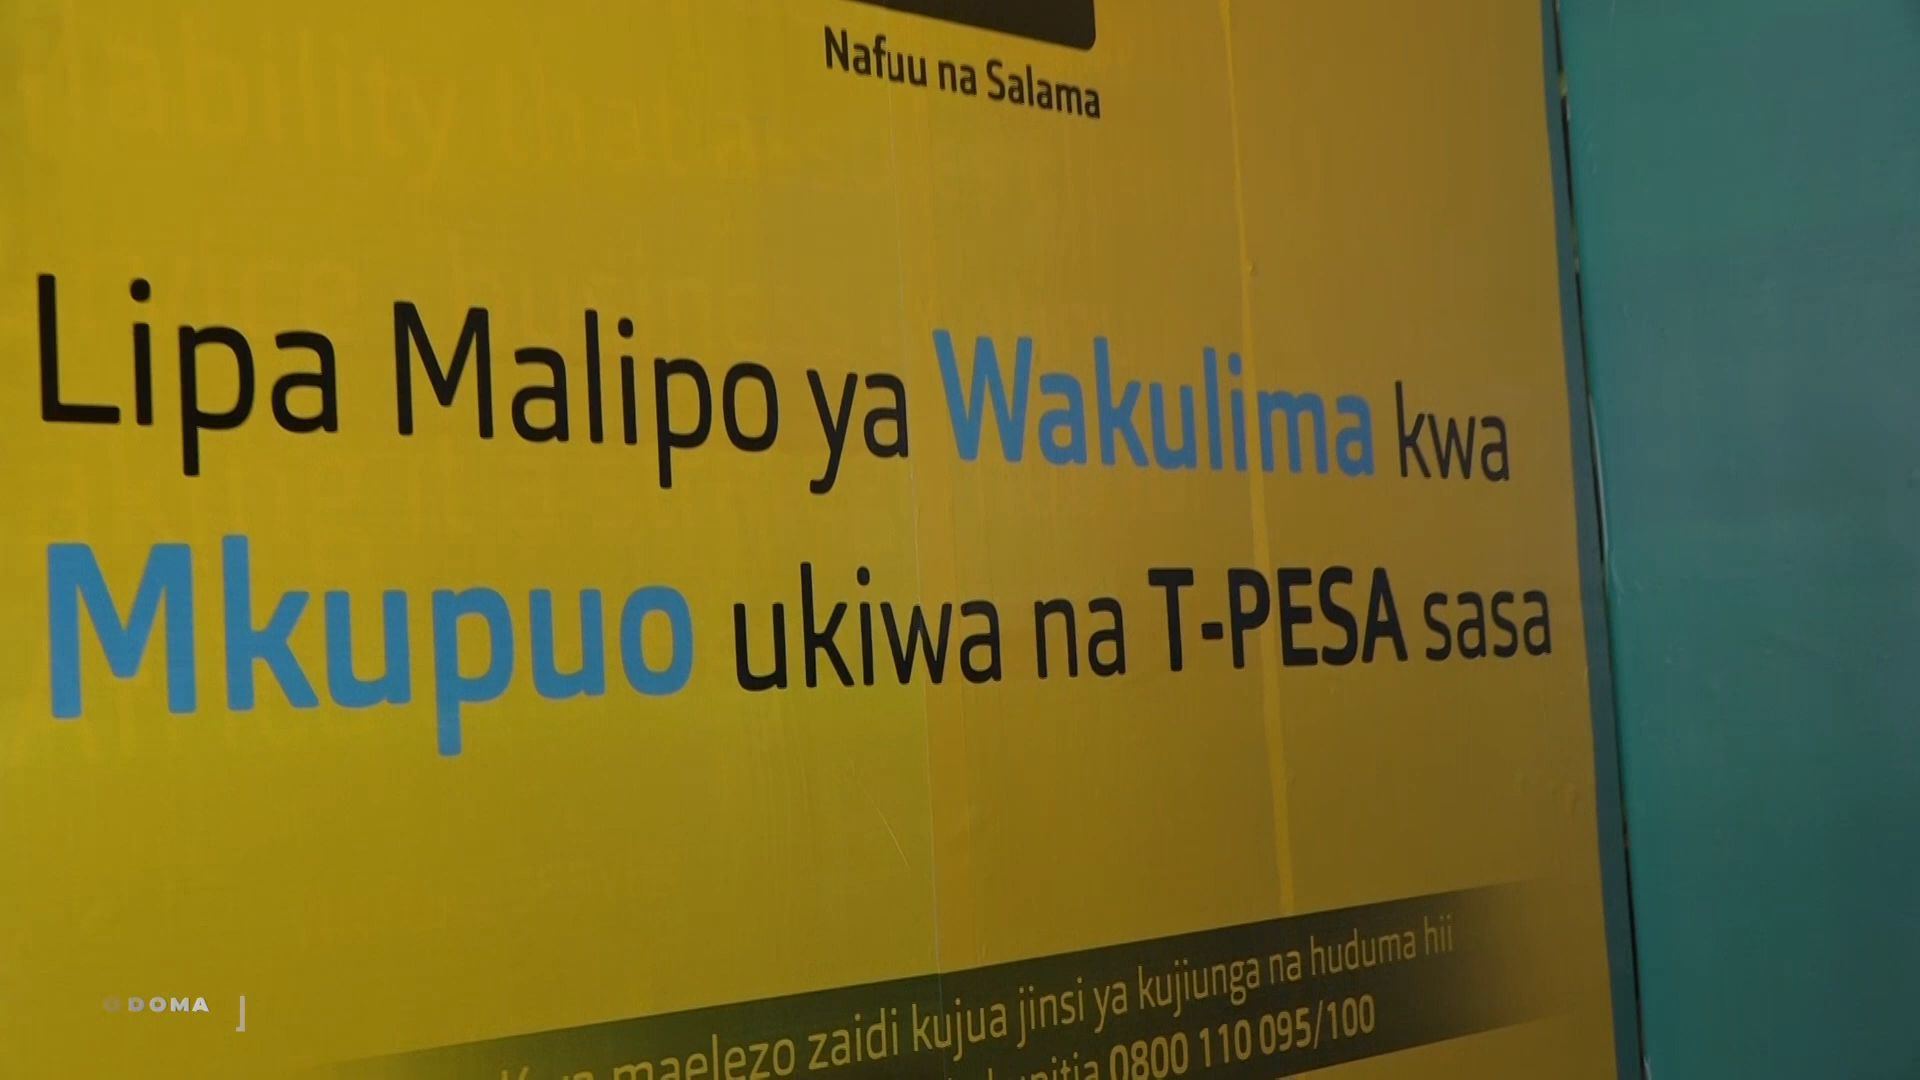 Nafuu na Salama
Lipa Malipo ya Wakulima kwa
Mkupuo ukiwa na T-PESA sasa
maelezo zaidi kujua jinsi ya kujiunga na huduma hii
0800 110 095/100
DOMA